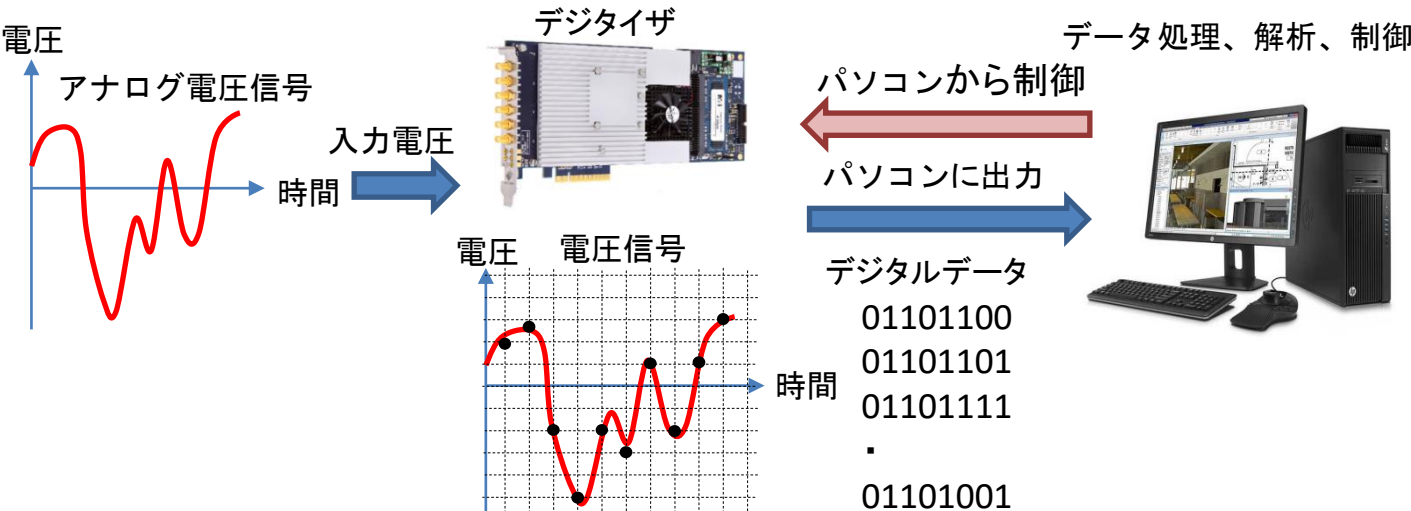 電圧
アナログ電圧信号
時間
入力電圧
デジタイザ
電圧
電圧信号
時間
パソコンから制御
パソコンに出力
デジタルデータ
01101100
01101101
01101111
・
01101001
データ処理、解析、制御